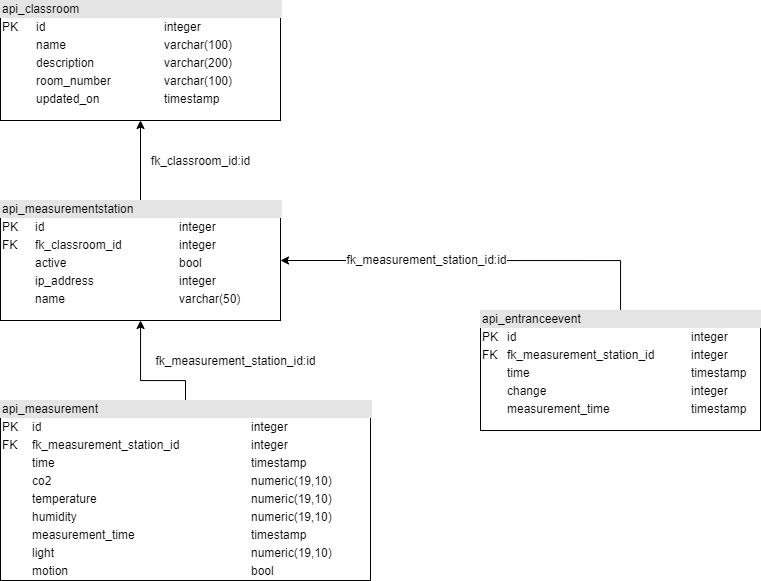 api_classroom
PK id integer
name varchar(100)
description varchar(200)
room_number varchar(100)
updated_on timestamp
fk_classroom_id:id
api_measurementstation
PK id integer
FK fk_classroom_id integer
active bool
ip_address integer
name varchar(50)
fk_measurement_station_id:id
api_entranceevent
PK id integer
FK fk_measurement_station_id integer
time timestamp
change integer
measurement_time timestamp
fk_measurement_station_id:id
api_measurement
PK id integer
FK fk_measurement_station_id integer
time timestamp
co2 numeric(19,10)
temperature numeric(19,10)
humidity numeric(19,10)
measurement_time timestamp
light numeric(19,10)
motion bool